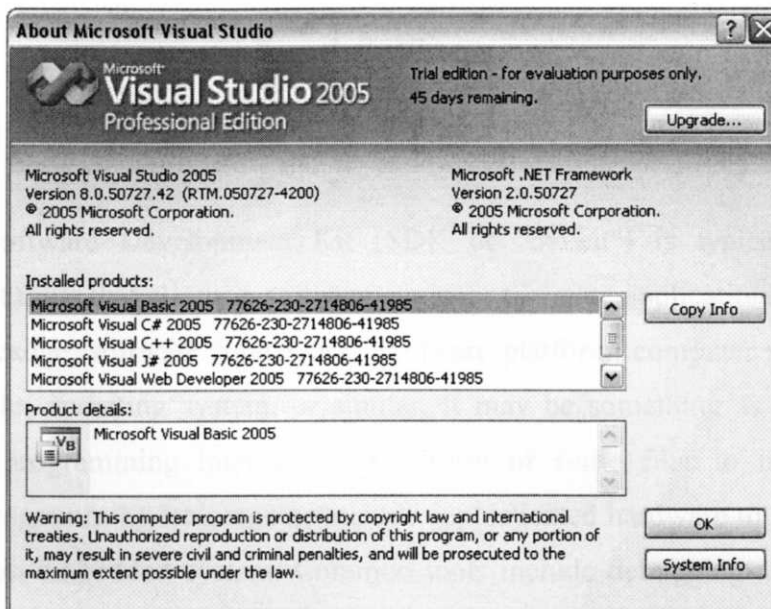 About Microsoft Visual Studio
Microsoft
Visual Studio 2005
Professional Edition
Trial edition - for evaluation purposes only.
45 days remaining.
Upgrade...
Microsoft Visual Studio 2005
Version 8.0.50727.42 (RTM.050727-4200)
© 2005 Microsoft Corporation.
All rights reserved.
Microsoft .NET Framework
Version 2.0.50727
© 2005 Microsoft Corporation.
All rights reserved.
Installed products:
Microsoft Visual Basic 2005 77626-230-2714806-41985
Microsoft Visual C# 2005 77626-230-2714806-41985
Microsoft Visual C++ 2005 77626-230-2714806-41985
Microsoft Visual J# 2005 77626-230-2714806-41985
Microsoft Visual Web Developer 2005 77626-230-2714806-41985
Copy Info
Product details:
VB
Microsoft Visual Basic 2005
Warning: This computer program is protected by copyright law and international
treaties. Unauthorized reproduction or distribution of this program, or any portion of
it, may result in severe civil and criminal penalties, and will be prosecuted to the
maximum extent possible under the law.
OK
System Info